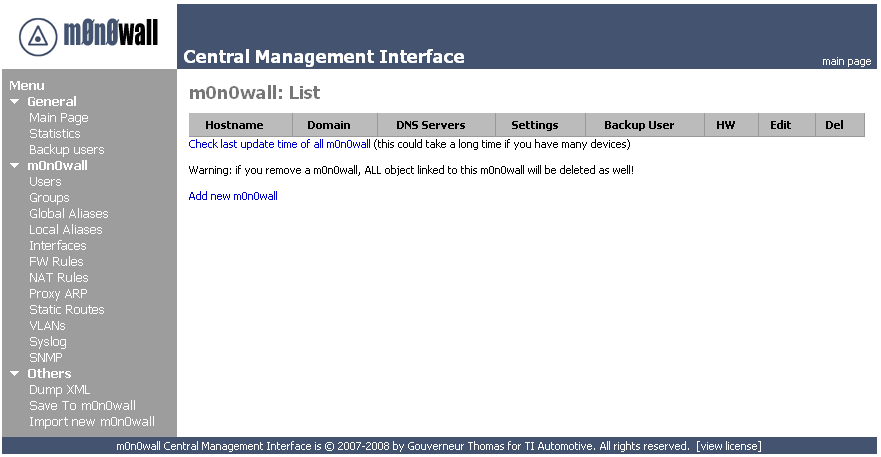 m0n0wall
Central Management Interface
main page
Menu
General
Main Page
Statistics
Backup users
m0n0wall
Users
Groups
Global Aliases
Local Aliases
Interfaces
FW Rules
NAT Rules
Proxy ARP
Static Routes
VLANs
Syslog
SNMP
Others
Dump XML
Save To m0n0wall
Import new m0n0wall
m0n0wall: List
Hostname Domain DNS Servers Settings Backup User HW Edit Del
Check last update time of all m0n0wall (this could take a long time if you have many devices)
Warning: if you remove a m0n0wall, ALL object linked to this m0n0wall will be deleted as well!
Add new m0n0wall
m0n0wall Central Management Interface is © 2007-2008 by Gouverneur Thomas for TI Automotive. All rights reserved. [view license]